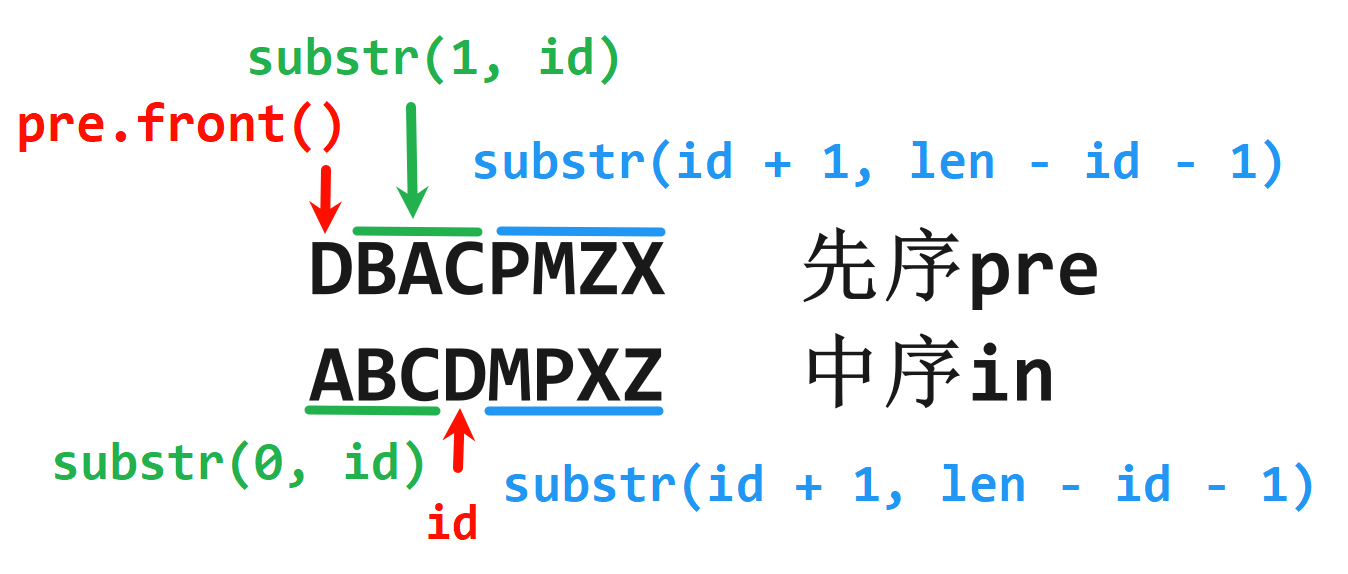 substr(1, id)
pre.front()
substr(id + 1, len - id - 1)
DBACPMZX 先序pre
ABCDMPXZ 中序in
substr(0, id)
substr(id + 1, len - id - 1)
id